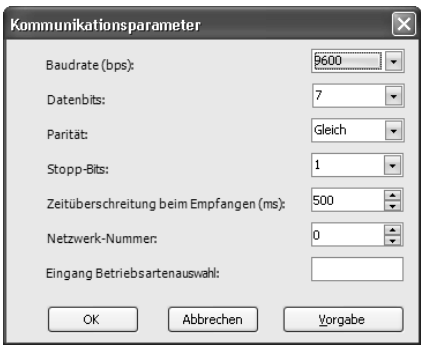 Kommunikationsparameter
Baudrate (bps): 9600
Datenbits: 7
Parität: Gleich
Stopp-Bits: 1
Zeitüberschreitung beim Empfangen (ms): 500
Netzwerk-Nummer: 0
Eingang Betriebsartenauswahl:
OK Abbrechen Vorgabe